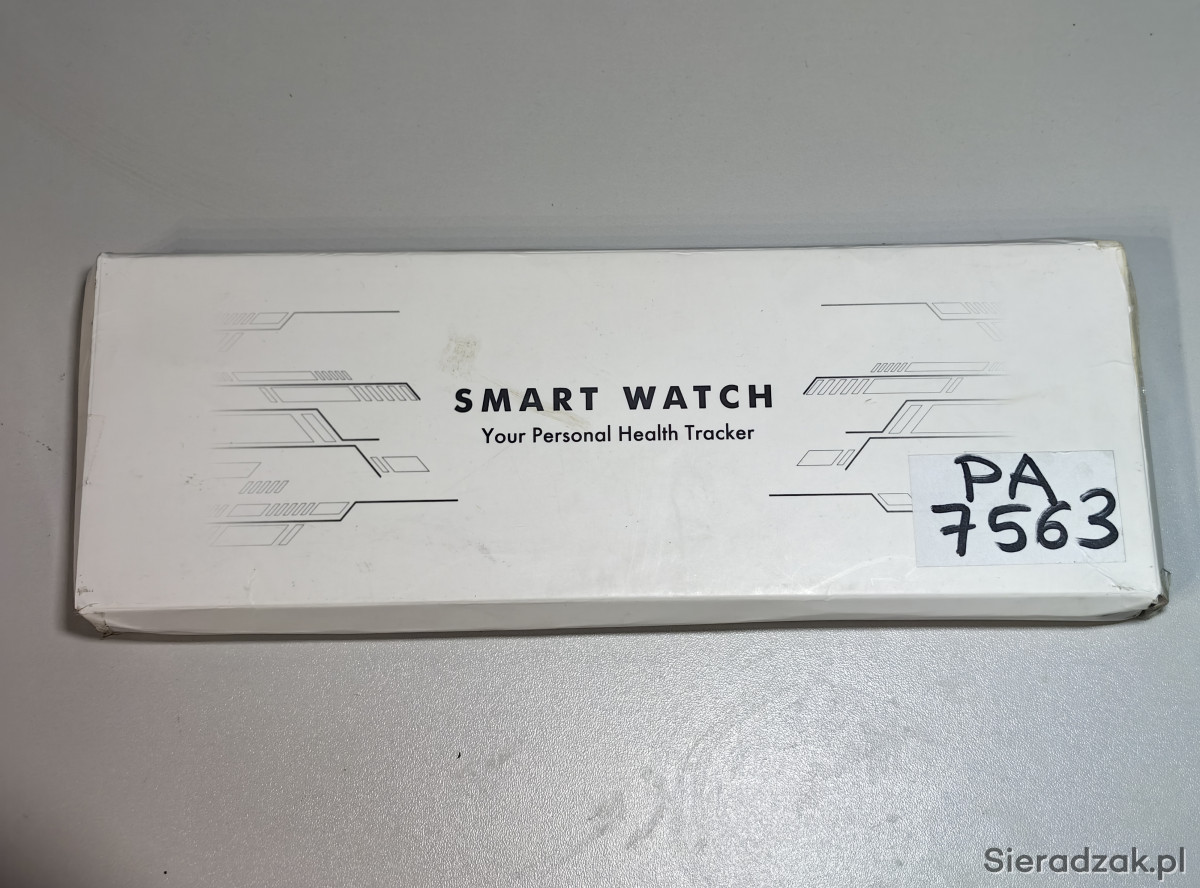 SMART WATCH
Your Personal Health Tracker
PA
7563
Sieradzak.pl